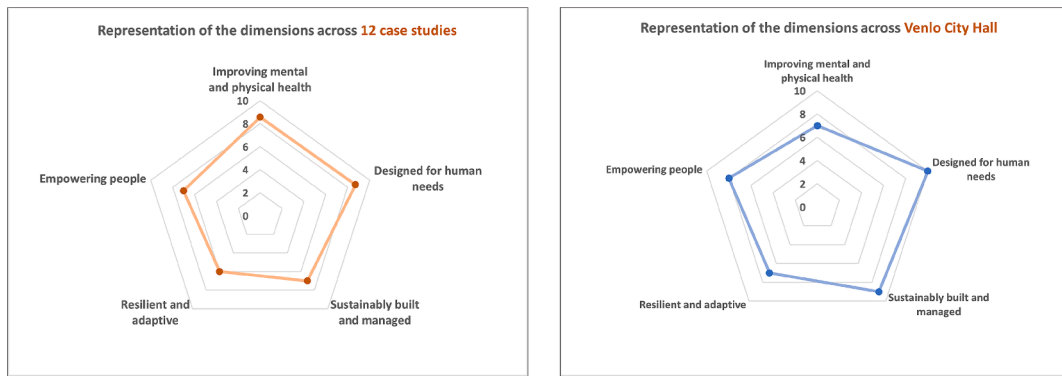 Representation of the dimensions across 12 case studies
Improving mental
and physical health
10
8
6
4
2
0
Designed for human
needs
Sustainably built
and managed
Resilient and
adaptive
Empowering people
Representation of the dimensions across Venlo City Hall
Improving mental and
physical health
10
8
6
4
2
0
Designed for human
needs
Sustainably built and
managed
Resilient and adaptive
Empowering people